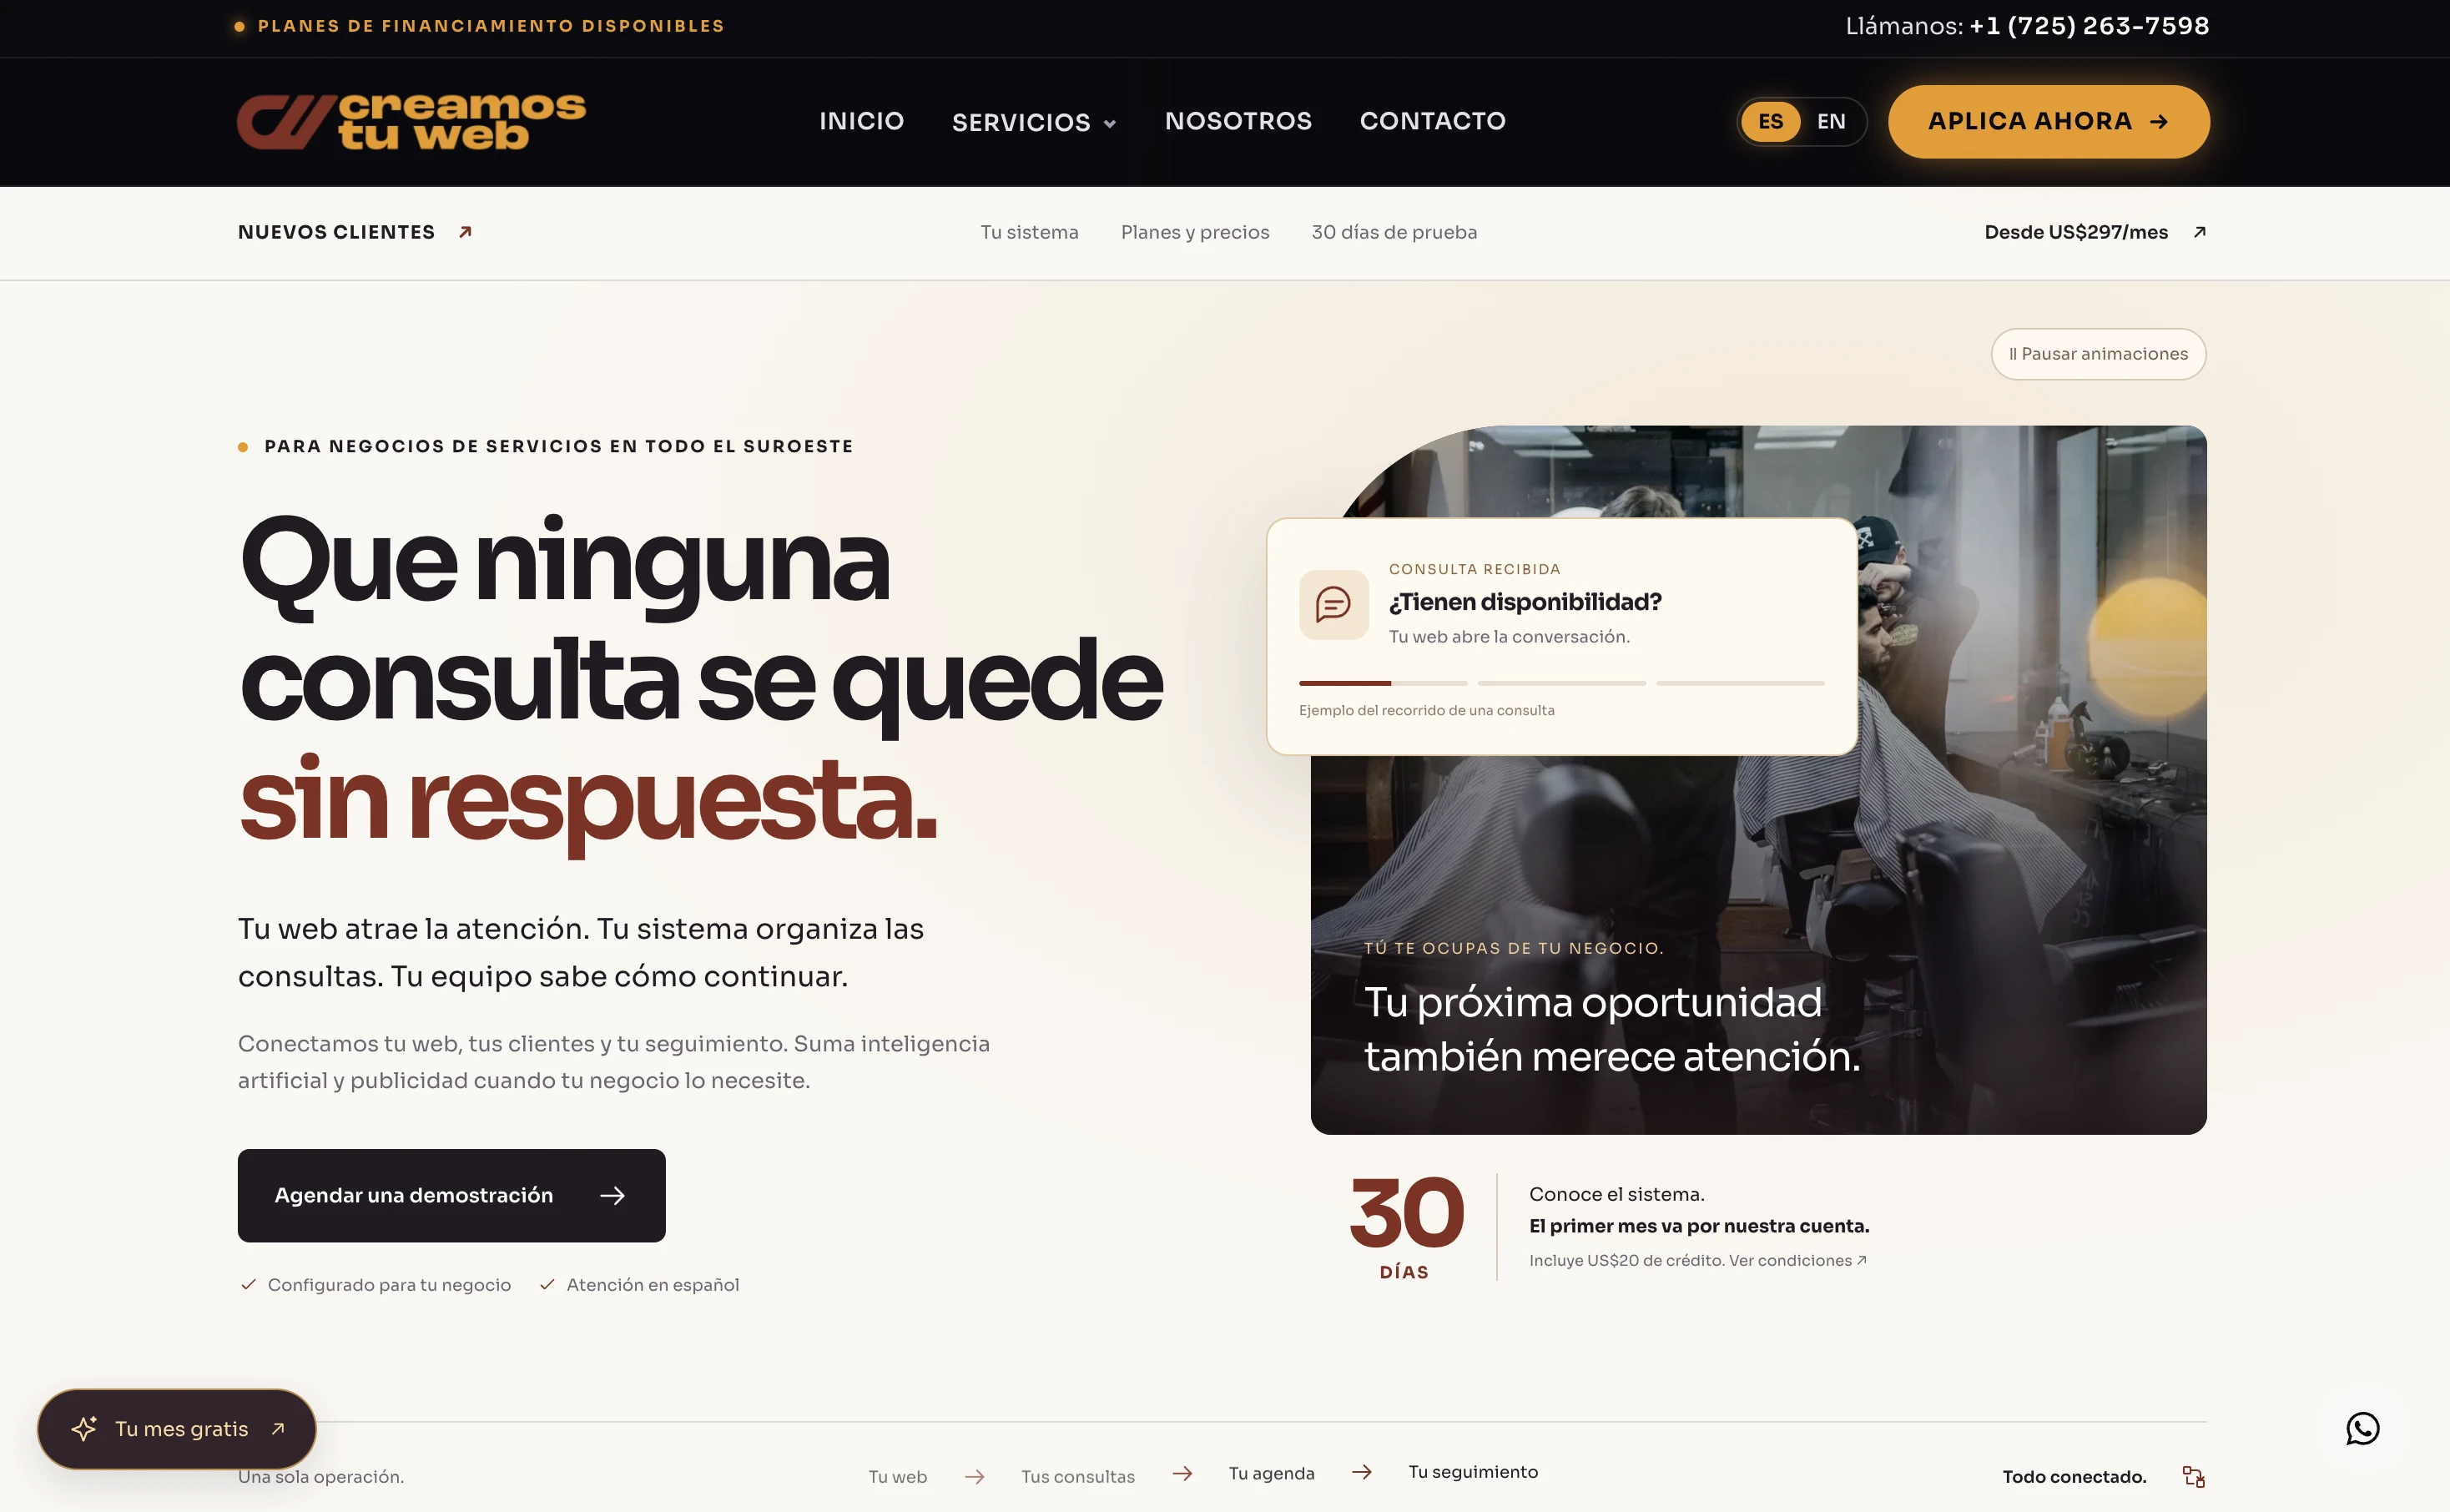 PLANES DE FINANCIAMIENTO DISPONIBLES
Llámanos: +1 (725) 263-7598
creamos
tu web
INICIO
SERVICIOS
NOSOTROS
CONTACTO
ES
EN
APLICA AHORA →
NUEVOS CLIENTES ↗
Tu sistema
Planes y precios
30 días de prueba
Desde US$297/mes ↗
II Pausar animaciones
PARA NEGOCIOS DE SERVICIOS EN TODO EL SUROESTE
Que ninguna
consulta se quede
sin respuesta.
Tu web atrae la atención. Tu sistema organiza las
consultas. Tu equipo sabe cómo continuar.
Conectamos tu web, tus clientes y tu seguimiento. Suma inteligencia
artificial y publicidad cuando tu negocio lo necesite.
Agendar una demostración →
✓ Configurado para tu negocio
✓ Atención en español
CONSULTA RECIBIDA
¿Tienen disponibilidad?
Tu web abre la conversación.
Ejemplo del recorrido de una consulta
TÚ TE OCUPAS DE TU NEGOCIO.
Tu próxima oportunidad
también merece atención.
30
DÍAS
Conoce el sistema.
El primer mes va por nuestra cuenta.
Incluye US$20 de crédito. Ver condiciones ↗
Tu mes gratis ↗
Una sola operación.
Tu web → Tus consultas → Tu agenda → Tu seguimiento
Todo conectado.